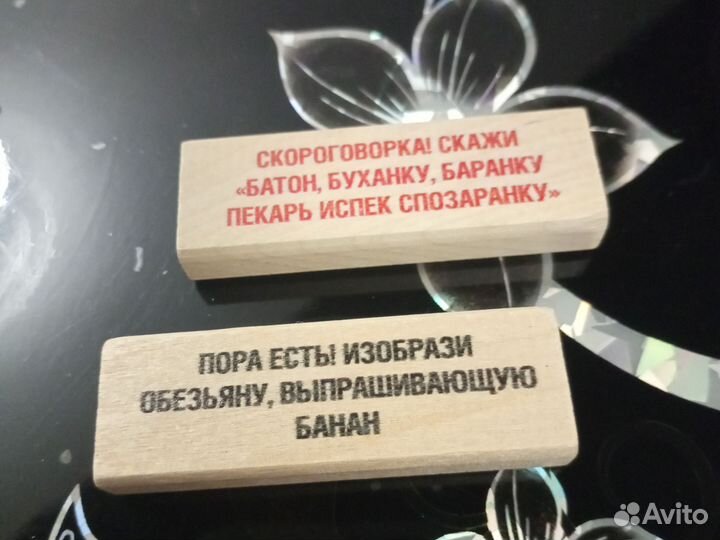 СКОРОГОВОРКА! СКАЖИ
«БАТОН, БУХАНКУ, БАРАНКУ
ПЕКАРЬ ИСПЕК СПОЗАРАНКУ»
ПОРА ЕСТЬ! ИЗОБРАЗИ
ОБЕЗЬЯНУ, ВЫПРАШИВАЮЩУЮ
БАНАН
Avito